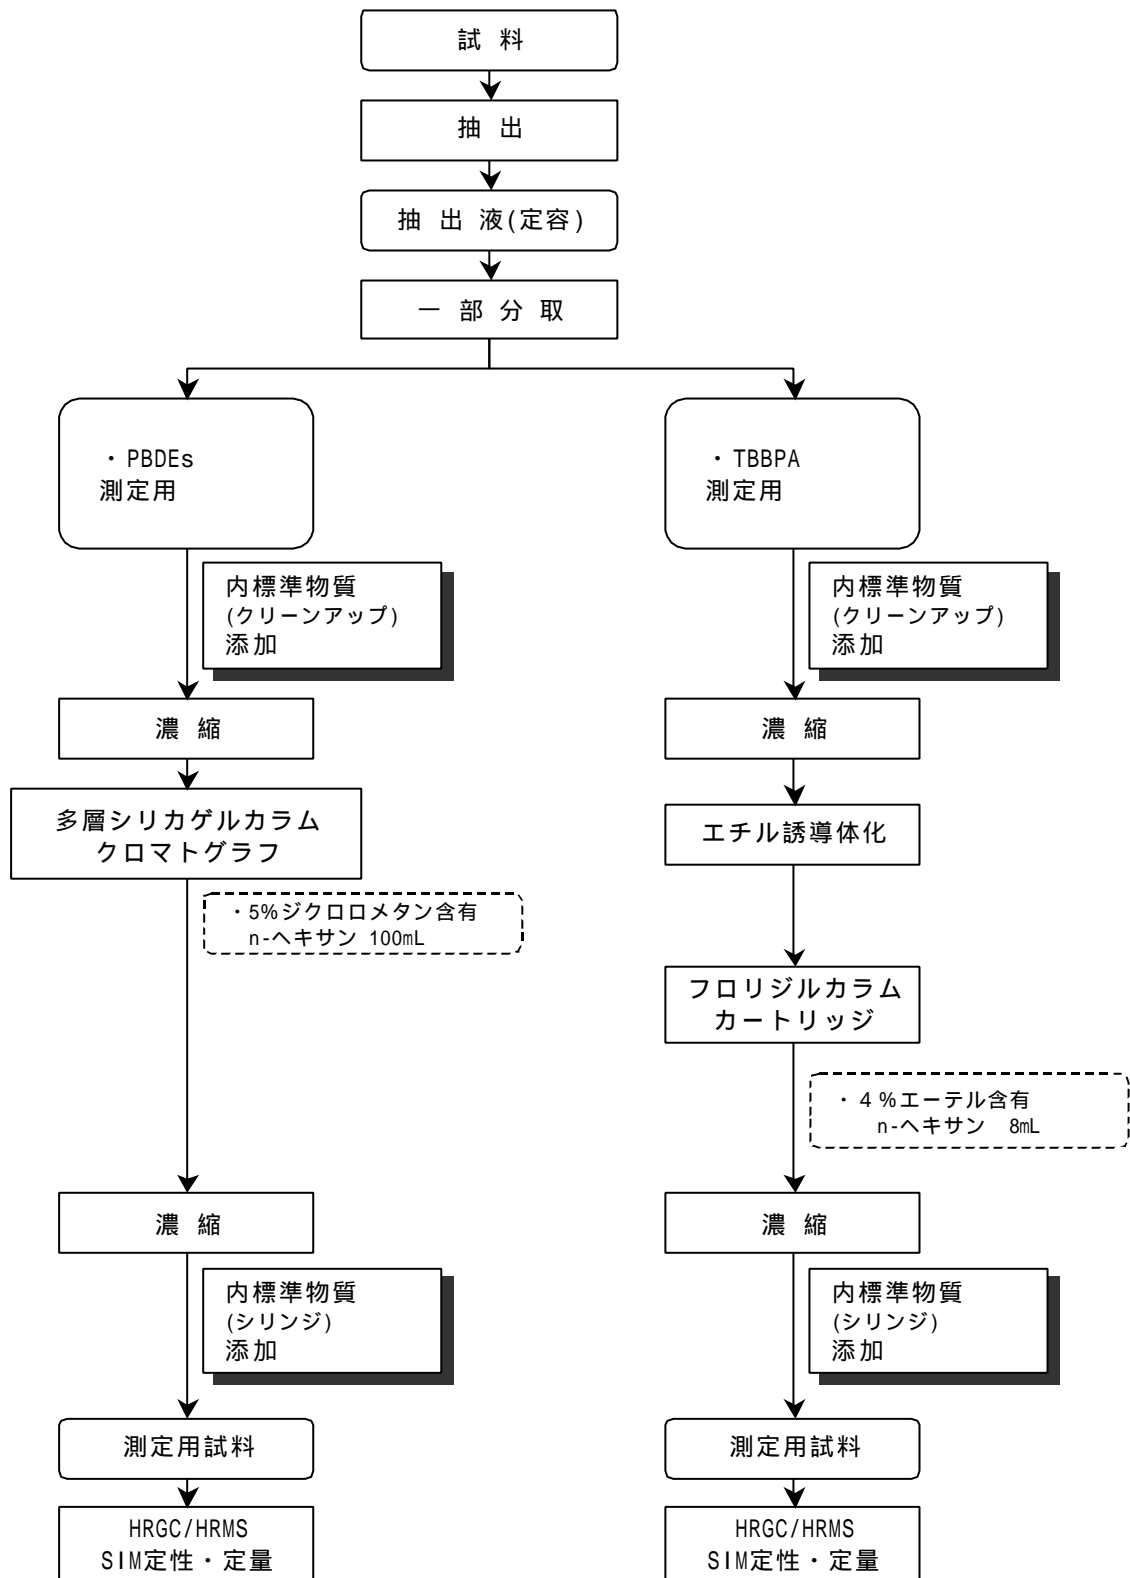 試 料
抽 出
抽 出 液(定容)
一 部 分 取
・PBDEs
測定用
内標準物質
(クリーンアップ)
添加
濃 縮
多層シリカゲルカラム
クロマトグラフ
・5%ジクロロメタン含有
n-ヘキサン 100mL
濃 縮
内標準物質
(シリンジ)
添加
測定用試料
HRGC/HRMS
SIM定性・定量
・TBBPA
測定用
内標準物質
(クリーンアップ)
添加
濃 縮
エチル誘導体化
フロリジルカラム
カートリッジ
・４%エーテル含有
n-ヘキサン 8mL
濃 縮
内標準物質
(シリンジ)
添加
測定用試料
HRGC/HRMS
SIM定性・定量